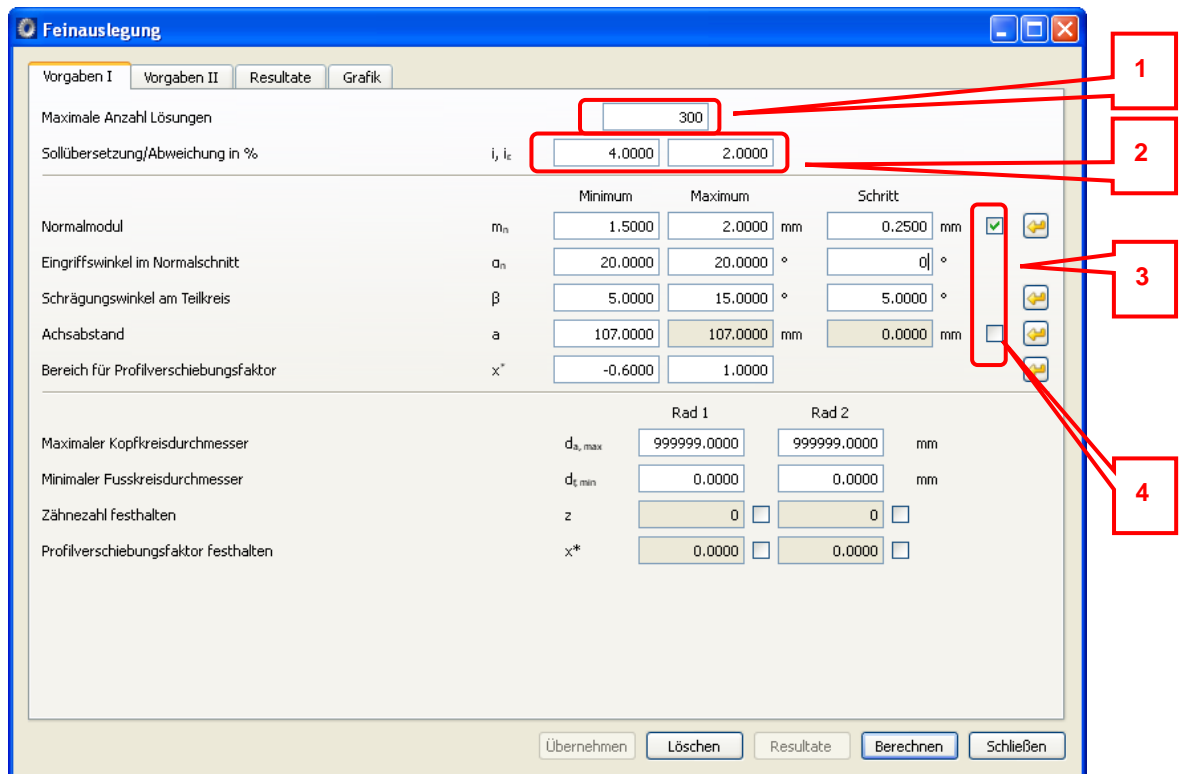 Feinauslegung
Vorgaben I Vorgaben II Resultate Grafik
1
Maximale Anzahl Lösungen 300
Sollübersetzung/Abweichung in % i, iε 4.0000 2.0000
2
Minimum Maximum Schritt
Normalmodul mn 1.5000 2.0000 mm 0.2500 mm
Eingriffswinkel im Normalschnitt αn 20.0000 20.0000 ° 0 °
3
Schrägungswinkel am Teilkreis β 5.0000 15.0000 ° 5.0000 °
Achsabstand a 107.0000 107.0000 mm 0.0000 mm
Bereich für Profilverschiebungsfaktor x* -0.6000 1.0000
Rad 1 Rad 2
Maximaler Kopfkreisdurchmesser da, max 999999.0000 999999.0000 mm
Minimaler Fusskreisdurchmesser df, min 0.0000 0.0000 mm
4
Zähnezahl festhalten z 0 0
Profilverschiebungsfaktor festhalten x* 0.0000 0.0000
Übernehmen Löschen Resultate Berechnen Schließen